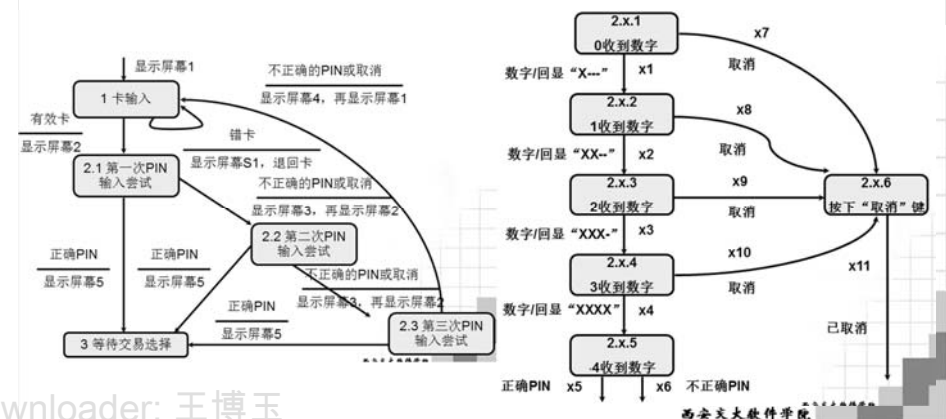 显示屏幕1
不正确的PIN或取消
显示屏幕4，再显示屏幕1
1 卡输入
有效卡
显示屏幕2
错卡
显示屏幕S1，退回卡
2.1 第一次PIN
输入尝试
不正确的PIN或取消
显示屏幕3，再显示屏幕2
2.2 第二次PIN
输入尝试
正确PIN
显示屏幕5
正确PIN
显示屏幕5
不正确的PIN或取消
显示屏幕3，再显示屏幕2
正确PIN
显示屏幕5
2.3 第三次PIN
输入尝试
3 等待交易选择
2.x.1
0收到数字
x7
取消
数字/回显“X---”
x1
2.x.2
1收到数字
x8
取消
数字/回显“XX--”
x2
2.x.3
2收到数字
x9
取消
2.x.6
按下“取消”键
数字/回显“XXX-”
x3
2.x.4
3收到数字
x10
取消
x11
已取消
数字/回显“XXXX”
x4
2.x.5
4收到数字
正确PIN
x5
x6
不正确PIN
西安交大软件学院
wnloader: 王博玉